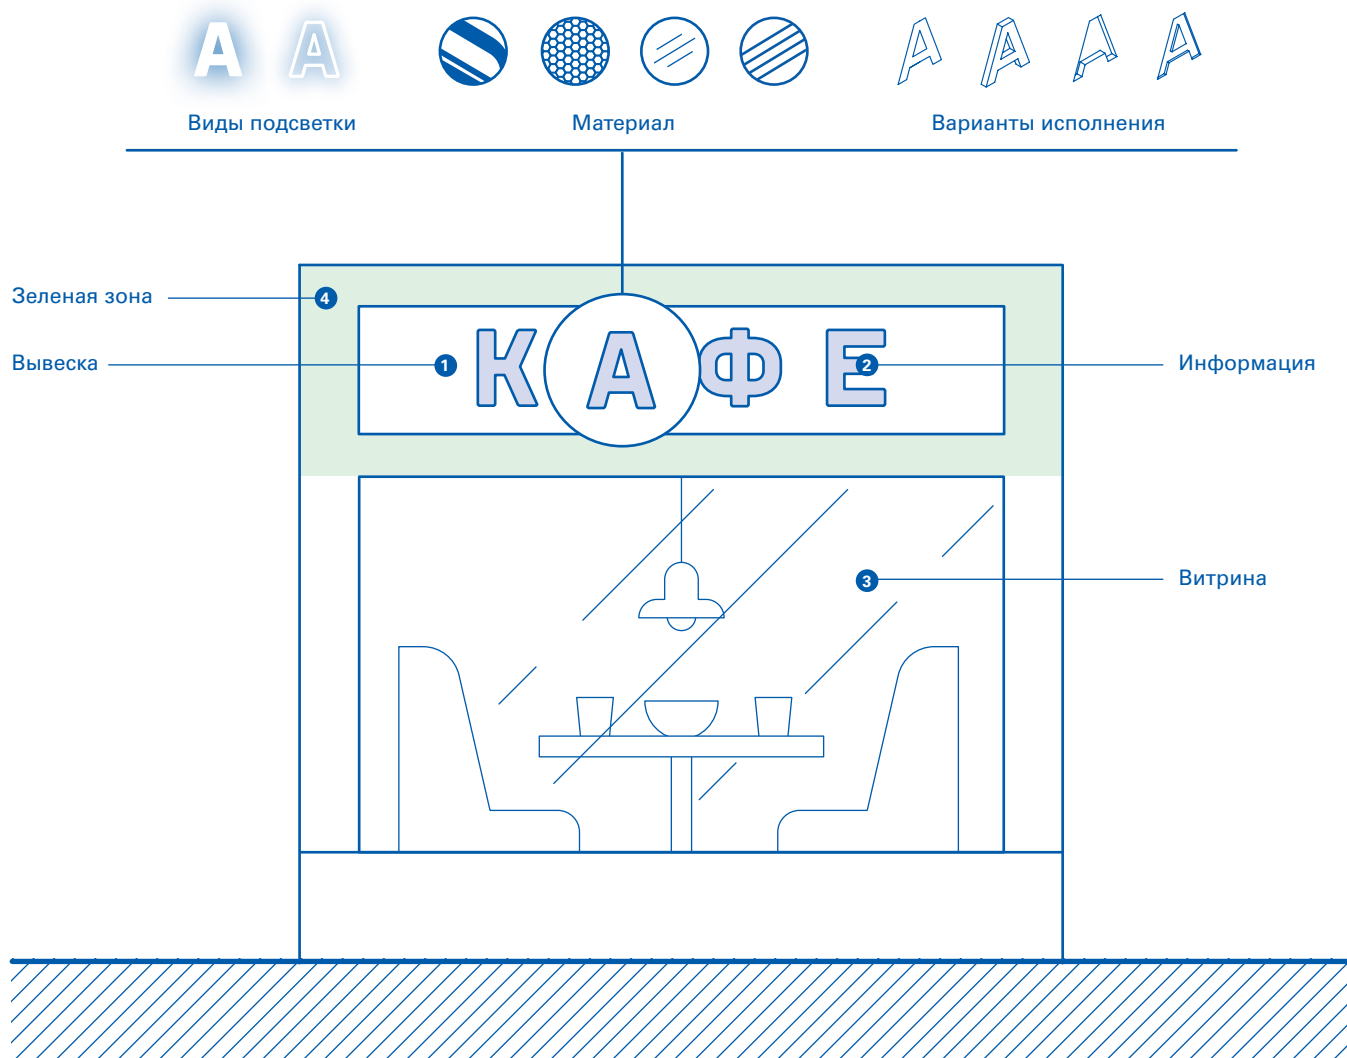 А А
А А А А
Виды подсветки
Материал
Варианты исполнения
Зеленая зона
4
Вывеска
1
КАФЕ
2
Информация
3
Витрина